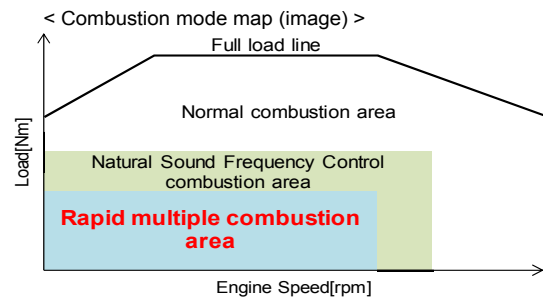 < Combustion mode map (image) >
Full load line
Normal combustion area
Load[Nm]
Natural Sound Frequency Control
combustion area
Rapid multiple combustion
area
Engine Speed[rpm]